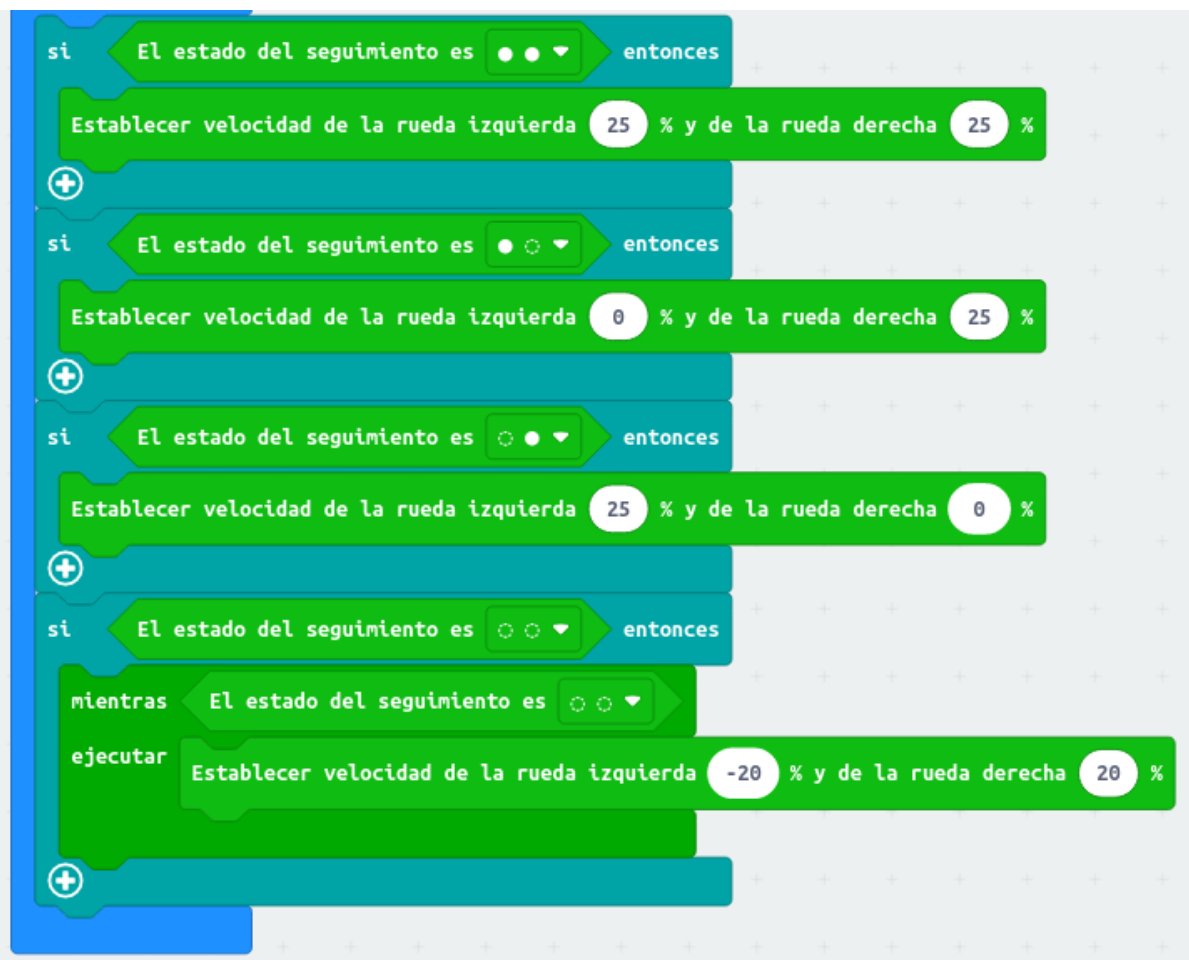 si El estado del seguimiento es entonces
Establecer velocidad de la rueda izquierda 25 % y de la rueda derecha 25 %
si El estado del seguimiento es entonces
Establecer velocidad de la rueda izquierda 0 % y de la rueda derecha 25 %
si El estado del seguimiento es entonces
Establecer velocidad de la rueda izquierda 25 % y de la rueda derecha 0 %
si El estado del seguimiento es entonces
mientras El estado del seguimiento es
ejecutar
Establecer velocidad de la rueda izquierda -20 % y de la rueda derecha 20 %